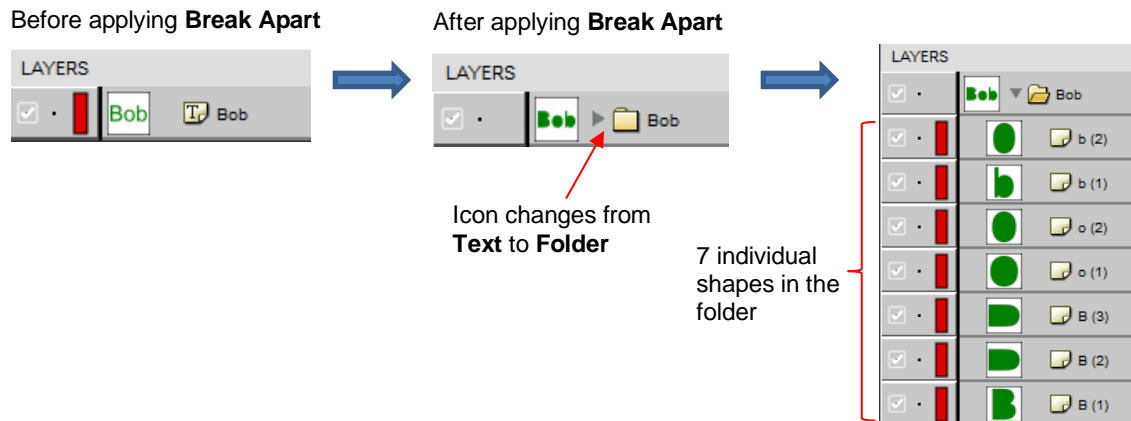 Before applying Break Apart
LAYERS
Bob Bob
After applying Break Apart
LAYERS
Bob Bob
Icon changes from
Text to Folder
7 individual
shapes in the
folder
LAYERS
Bob Bob
b (2)
b b (1)
o (2)
o (1)
B (3)
B (2)
B B (1)